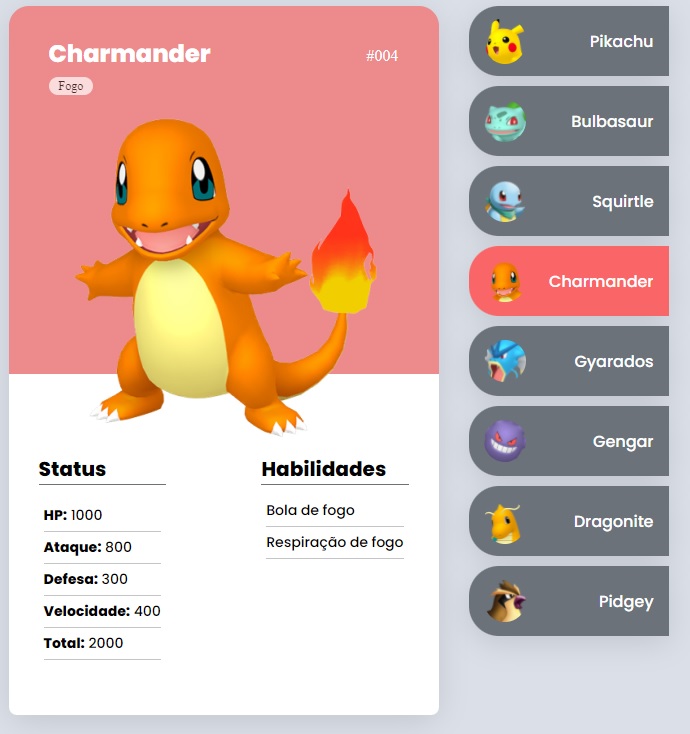 Charmander
#004
Fogo
Status
HP: 1000
Ataque: 800
Defesa: 300
Velocidade: 400
Total: 2000
Habilidades
Bola de fogo
Respiração de fogo
Pikachu
Bulbasaur
Squirtle
Charmander
Gyarados
Gengar
Dragonite
Pidgey